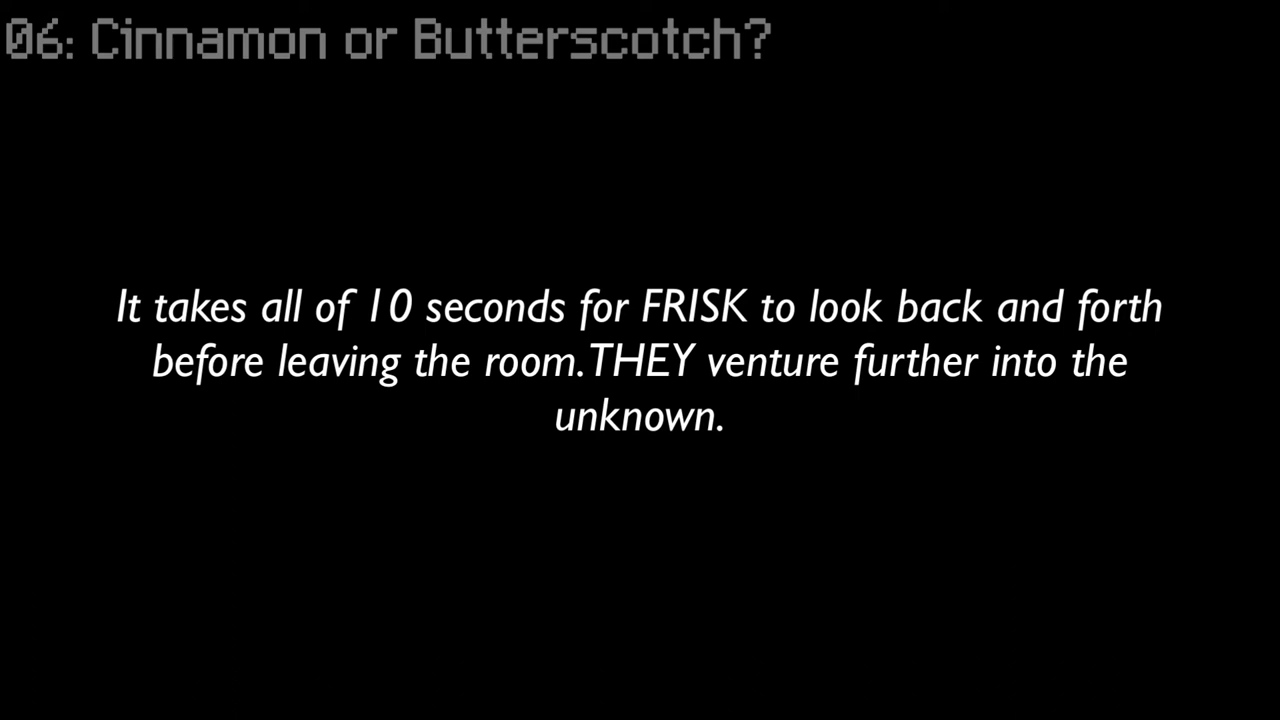 06: Cinnamon or Butterscotch?
It takes all of 10 seconds for FRISK to look back and forth
before leaving the room. THEY venture further into the
unknown.